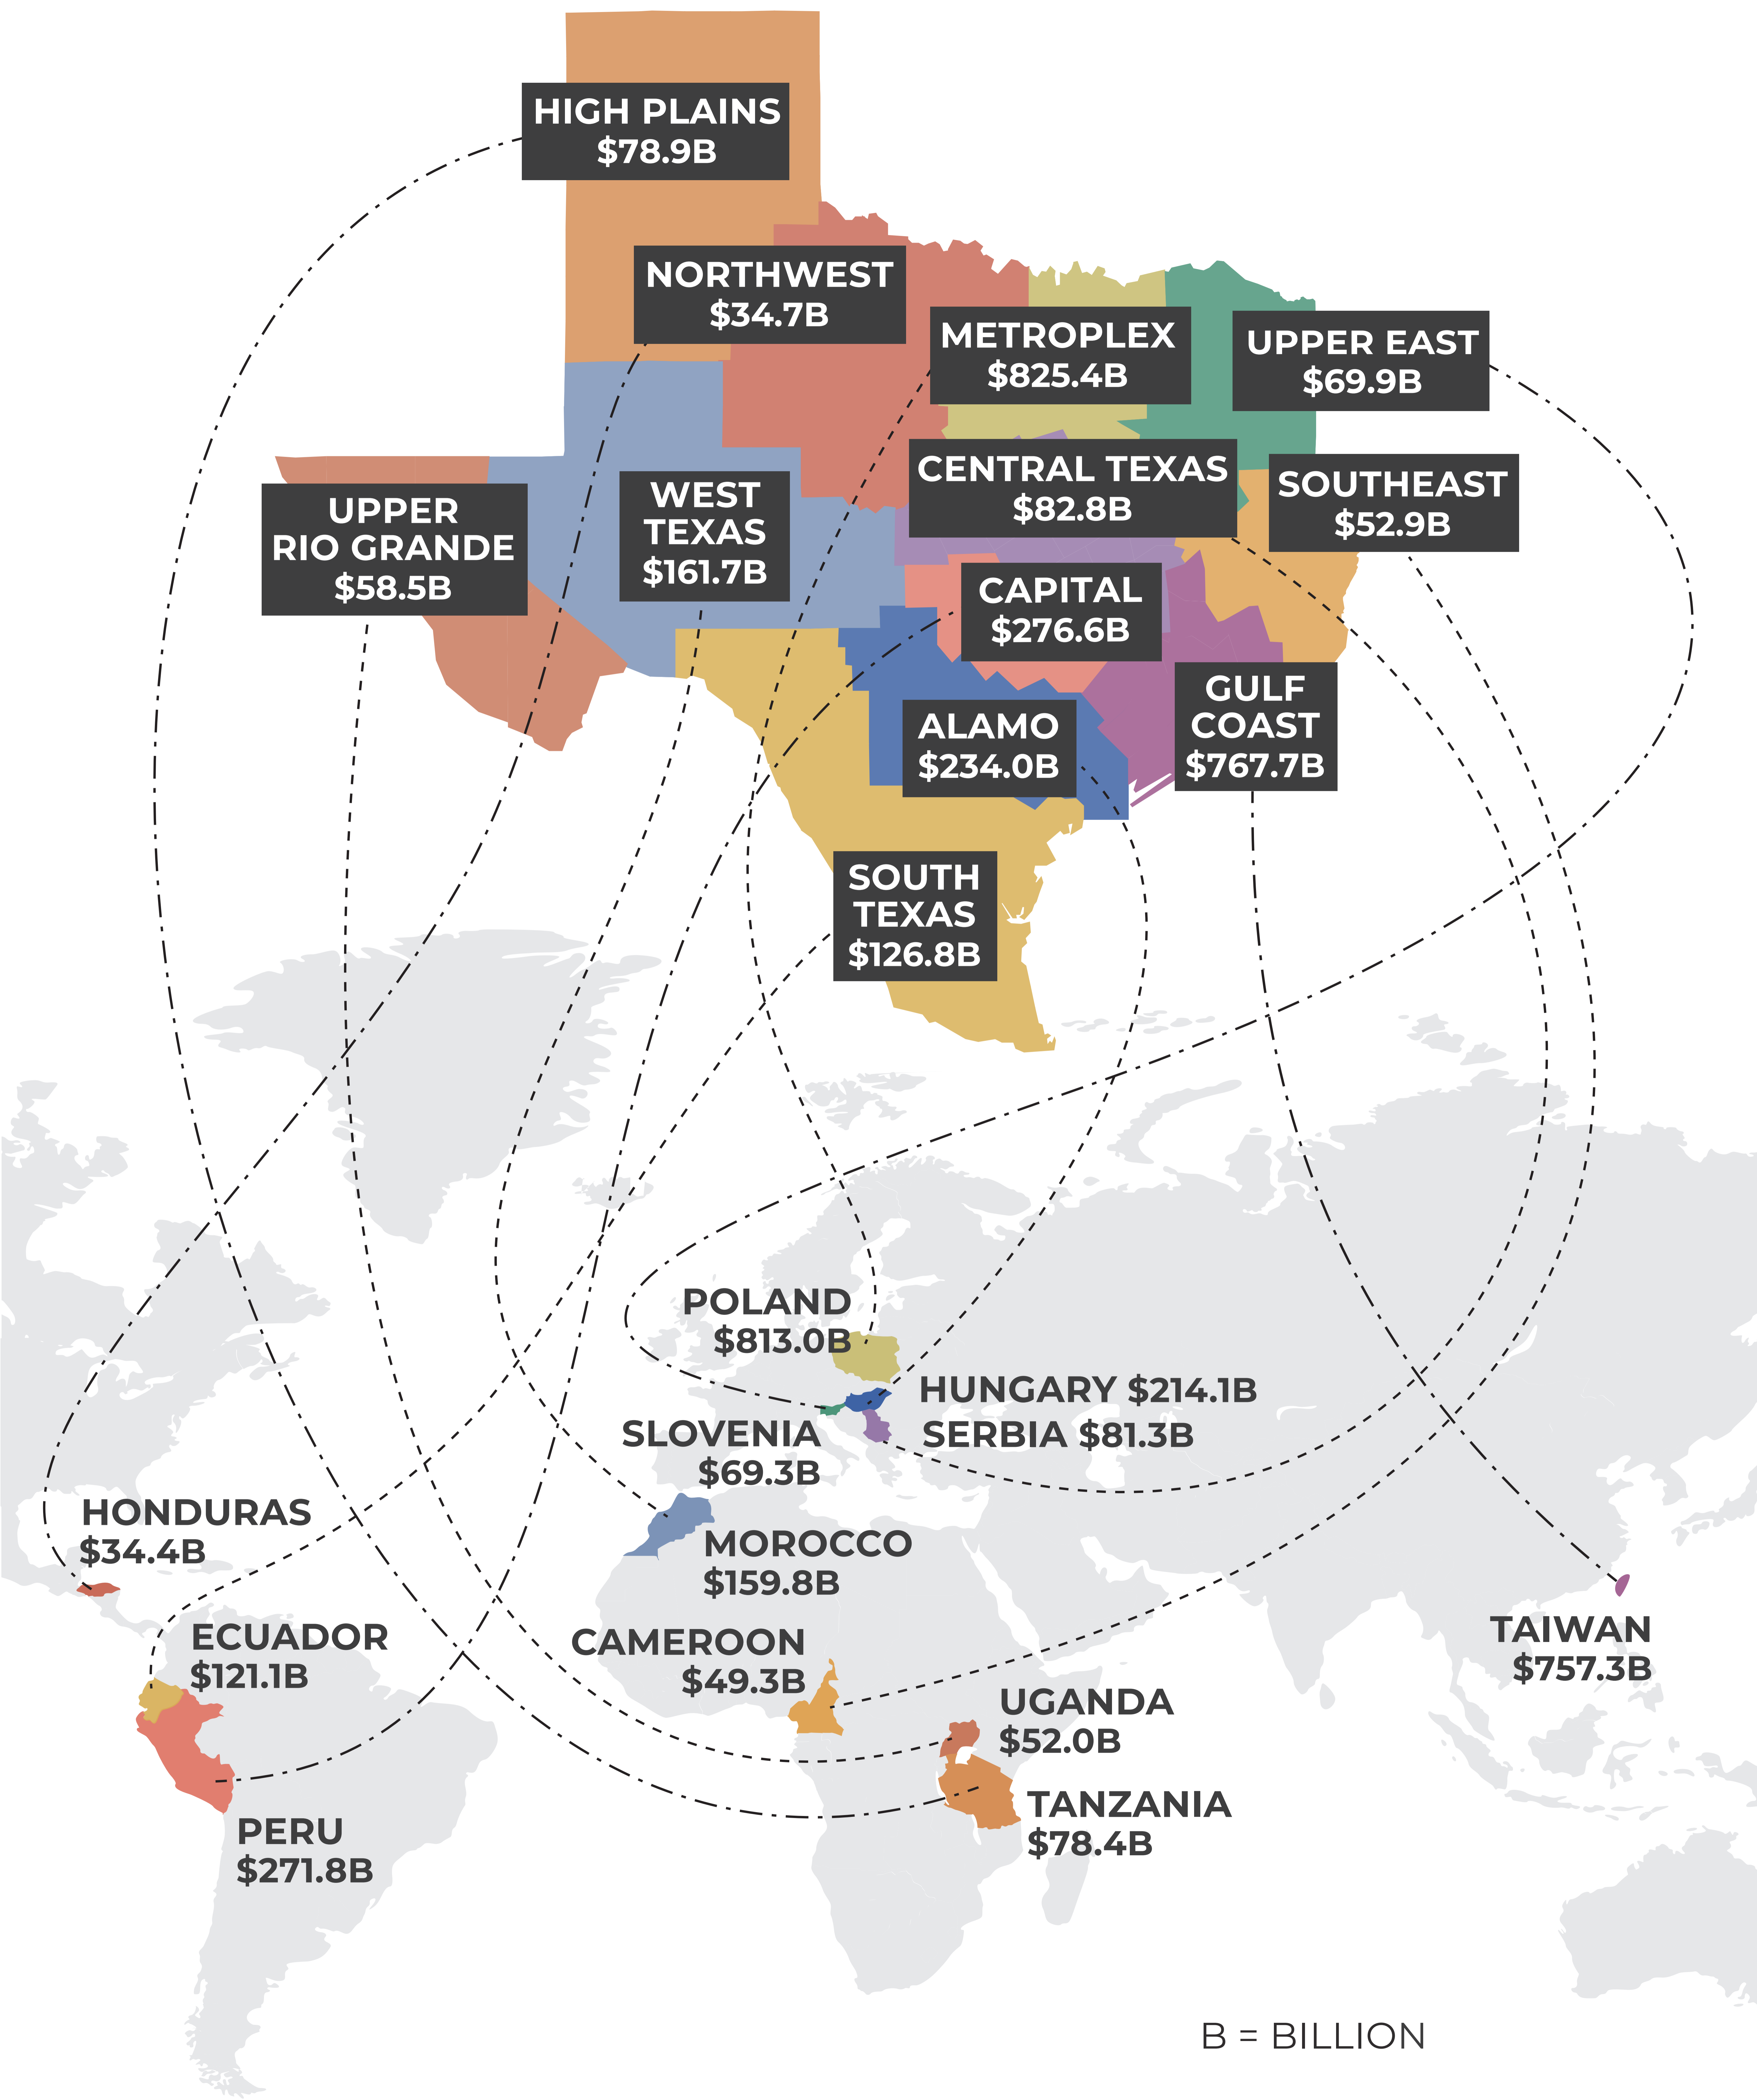 HIGH PLAINS
$78.9B
NORTHWEST
$34.7B
METROPLEX
$825.4B
UPPER EAST
$69.9B
CENTRAL TEXAS
$82.8B
SOUTHEAST
$52.9B
UPPER
RIO GRANDE
$58.5B
WEST
TEXAS
$161.7B
CAPITAL
$276.6B
GULF
COAST
$767.7B
ALAMO
$234.0B
SOUTH
TEXAS
$126.8B
POLAND
$813.0B
HUNGARY $214.1B
SERBIA $81.3B
SLOVENIA
$69.3B
HONDURAS
$34.4B
MOROCCO
$159.8B
ECUADOR
$121.1B
CAMEROON
$49.3B
TAIWAN
$757.3B
UGANDA
$52.0B
TANZANIA
$78.4B
PERU
$271.8B
B = BILLION